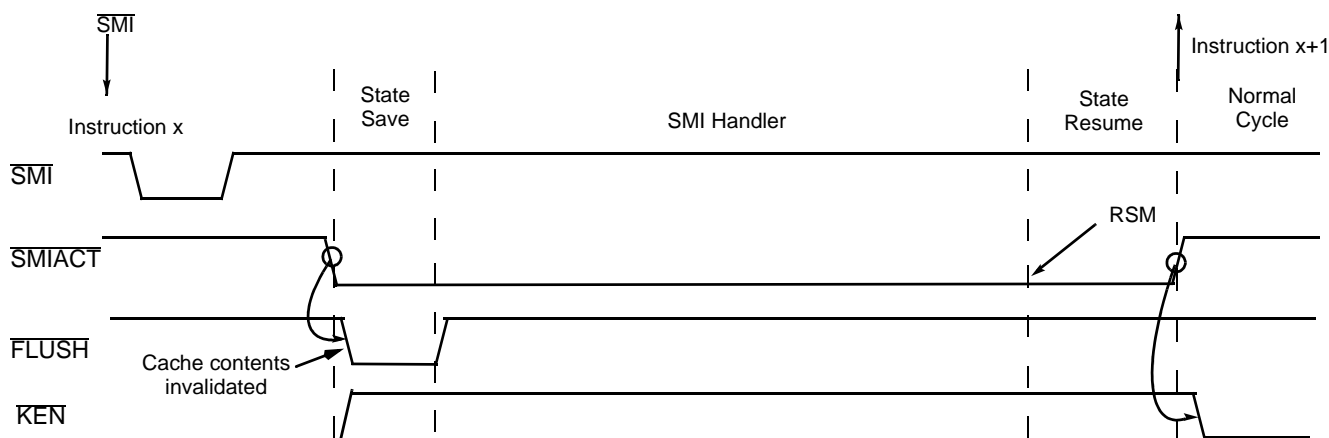 SMI
Instruction x+1
State
Save
SMI Handler
State
Resume
Normal
Cycle
Instruction x
SMI
RSM
SMIACT
FLUSH
Cache contents
invalidated
KEN